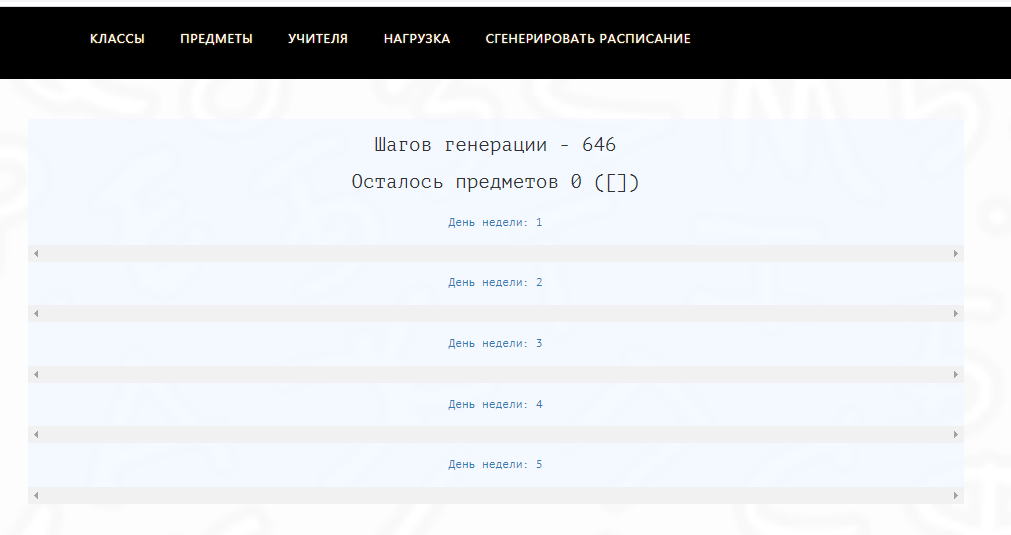 КЛАССЫ ПРЕДМЕТЫ УЧИТЕЛЯ НАГРУЗКА СГЕНЕРИРОВАТЬ РАСПИСАНИЕ
Шагов генерации - 646
Осталось предметов 0 ([])
День недели: 1
День недели: 2
День недели: 3
День недели: 4
День недели: 5